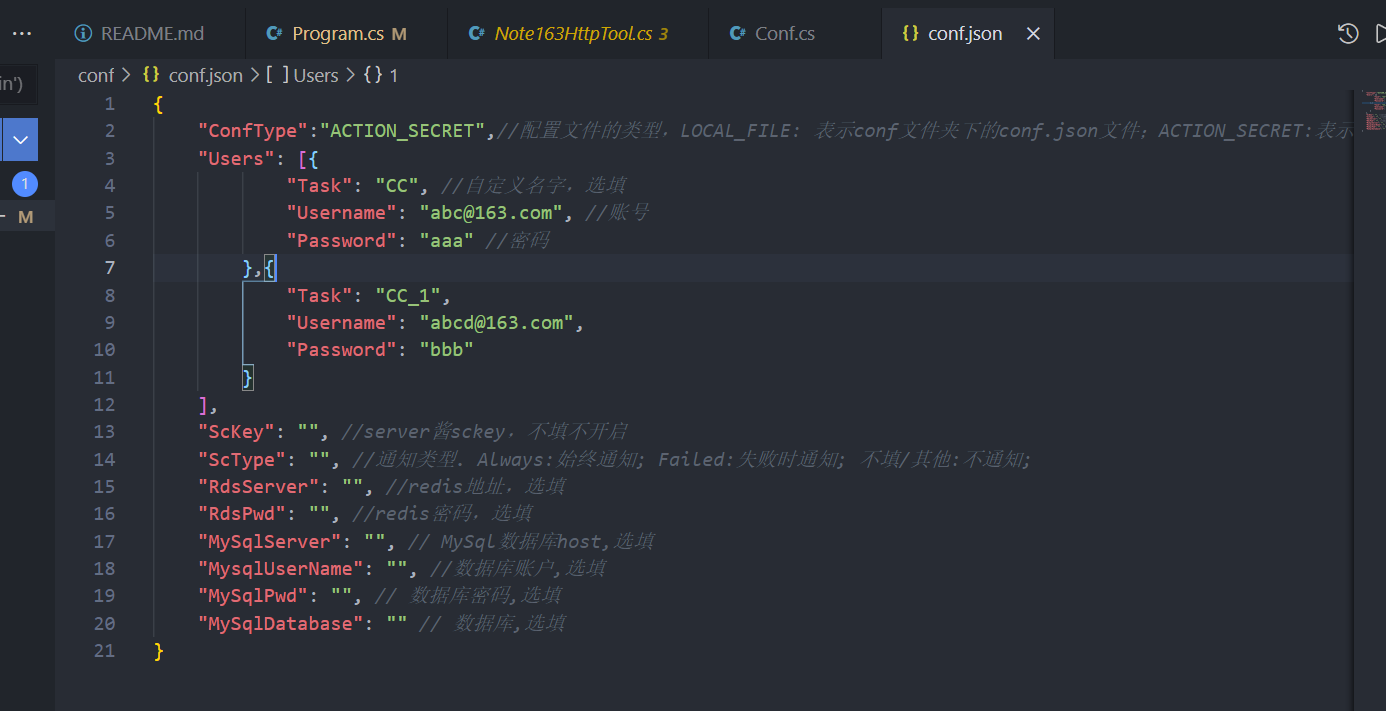 README.md Program.cs M Note163HttpTool.cs 3 Conf.cs {} conf.json
in')
conf > {} conf.json > [ ] Users > {} 1
1 {
2 "ConfType":"ACTION_SECRET",//配置文件的类型，LOCAL_FILE: 表示conf文件夹下的conf.json文件；ACTION_SECRET:表示
3 "Users": [{
4 "Task": "CC", //自定义名字，选填
5 "Username": "abc@163.com", //账号
6 "Password": "aaa" //密码
7 },{
8 "Task": "CC_1",
9 "Username": "abcd@163.com",
10 "Password": "bbb"
11 }
12 ],
13 "ScKey": "", //server酱sckey，不填不开启
14 "ScType": "", //通知类型. Always:始终通知; Failed:失败时通知; 不填/其他:不通知;
15 "RdsServer": "", //redis地址，选填
16 "RdsPwd": "", //redis密码，选填
17 "MySqlServer": "", // MySql数据库host,选填
18 "MysqlUserName": "", //数据库账户,选填
19 "MySqlPwd": "", // 数据库密码,选填
20 "MySqlDatabase": "" // 数据库,选填
21 }
1
M